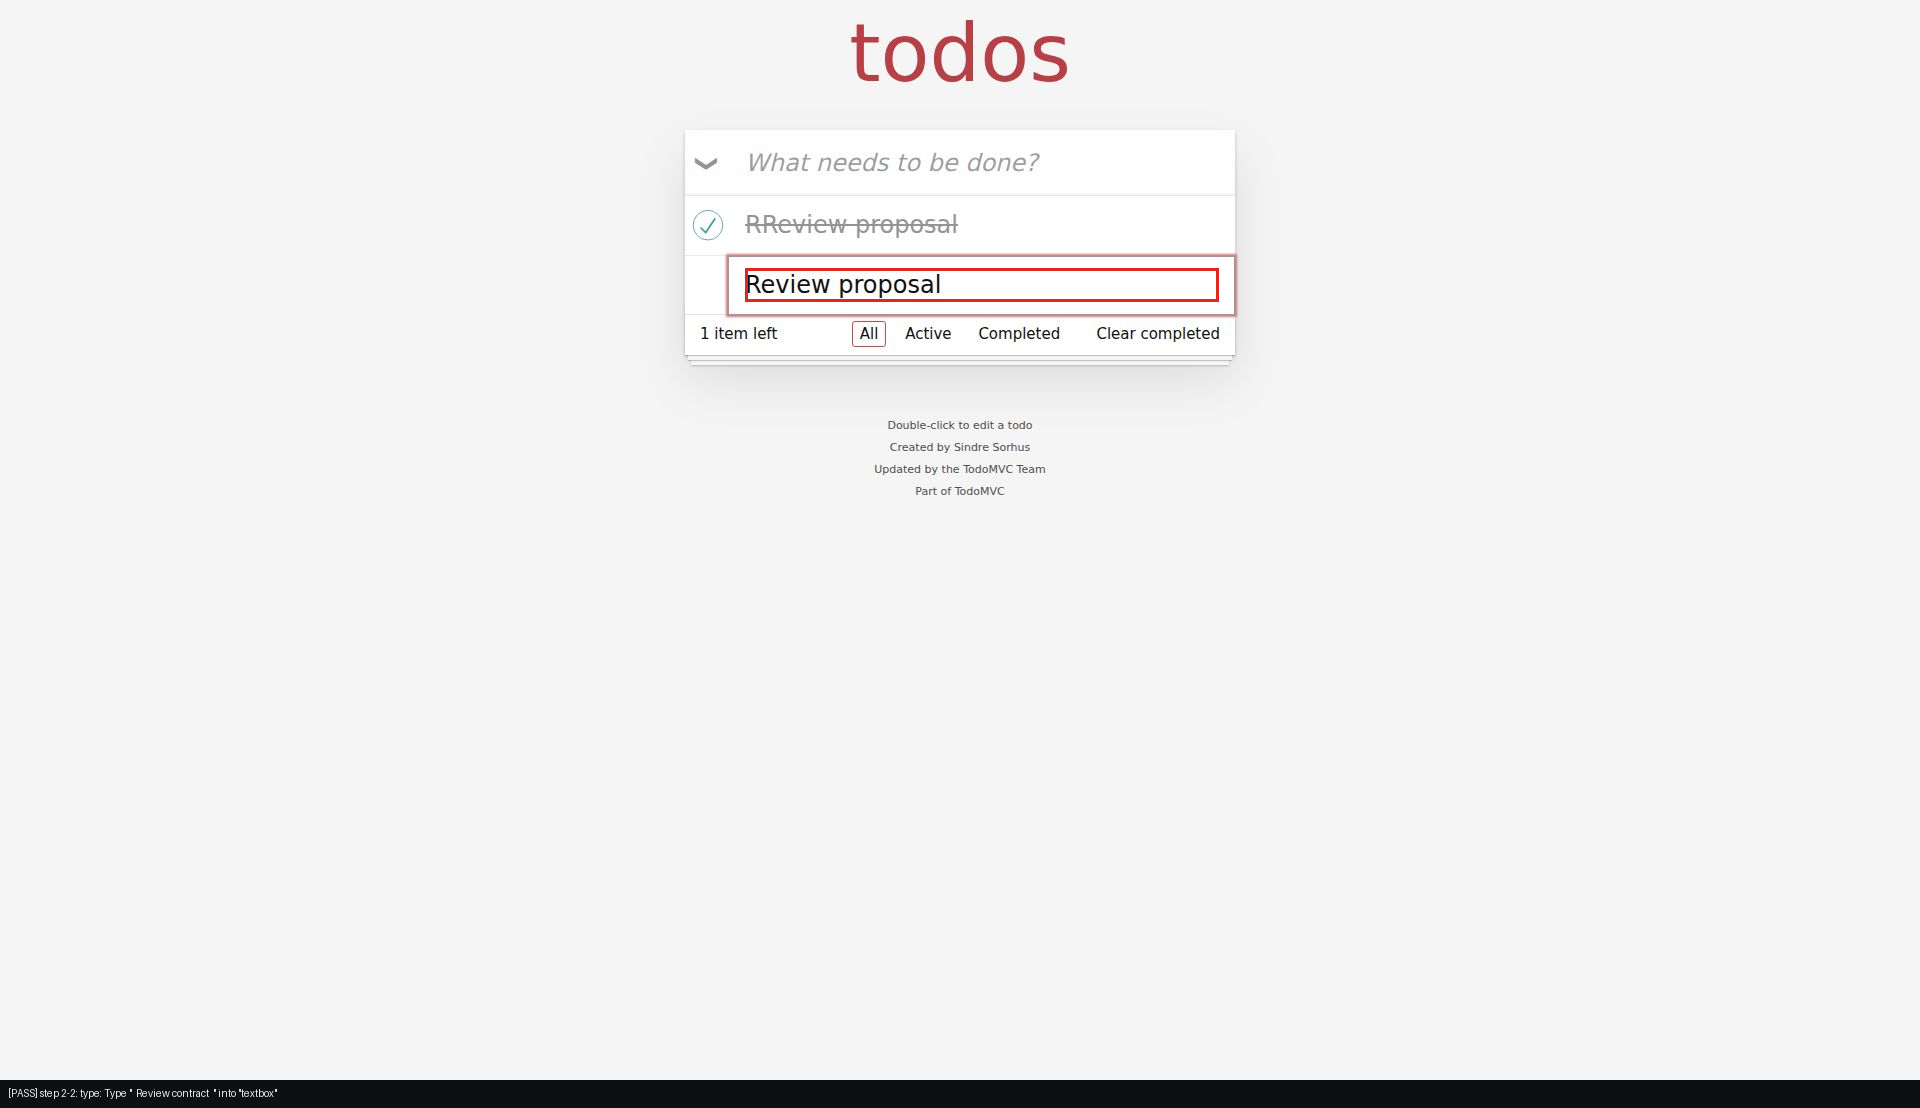 todos
What needs to be done?
RReview proposal
Review proposal
1 item left All Active Completed Clear completed
Double-click to edit a todo
Created by Sindre Sorhus
Updated by the TodoMVC Team
Part of TodoMVC
[PASS] step 2-2: type: Type "  Review contract  " into "textbox"